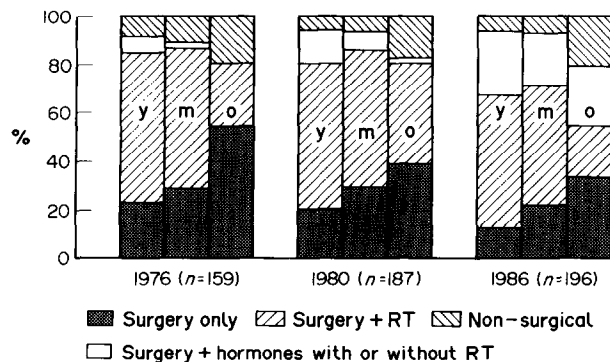 100
80
60
%
40
20
0
y m o
y m o
y m o
1976 (n=159) 1980 (n=187) 1986 (n=196)
Surgery only Surgery + RT Non-surgical
Surgery + hormones with or without RT